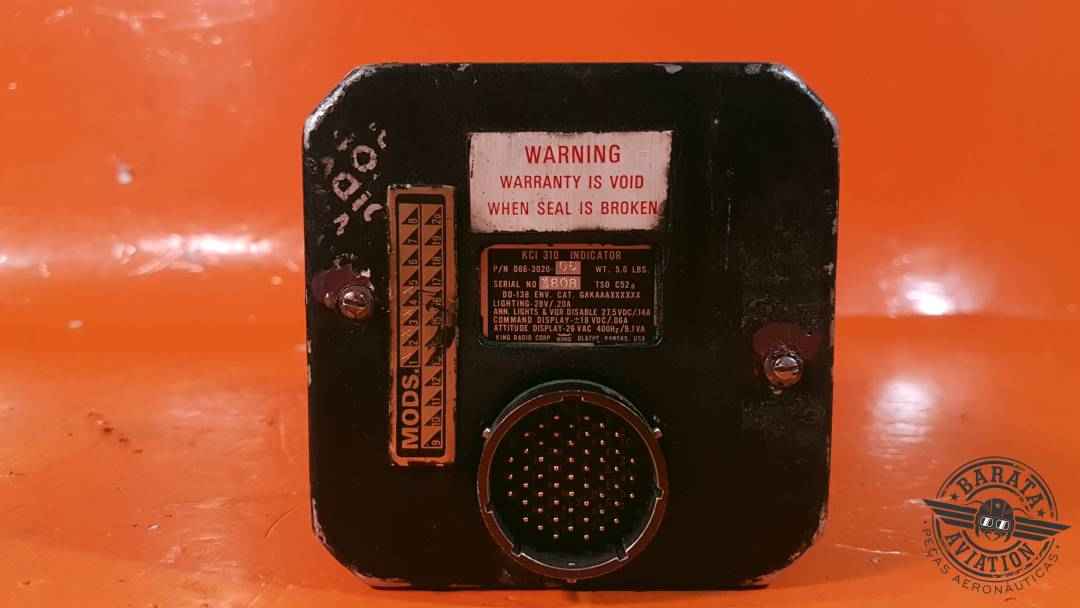 WARNING
WARRANTY IS VOID
WHEN SEAL IS BROKEN
KCI 310 INDICATOR
P/N 066-3020- WT. 5.0 LBS.
SERIAL NO 1808 TSO C52a
DO-138 ENV. CAT. GAKAAAXXXXXX
LIGHTING-28V/.20A
ANN. LIGHTS & VOR DISABLE 27.5VDC/.14A
COMMAND DISPLAY-±18 VDC/.06A
ATTITUDE DISPLAY-26 VAC 400Hz/9.1VA
KING RADIO CORP. KING OLATHE, KANSAS, USA
MODS. 1 2 3 4 5 6 7 8
9 10 11 12 13 14 15 16 17 18 19 20
BARATA
AVIATION
PEÇAS AERONÁUTICAS